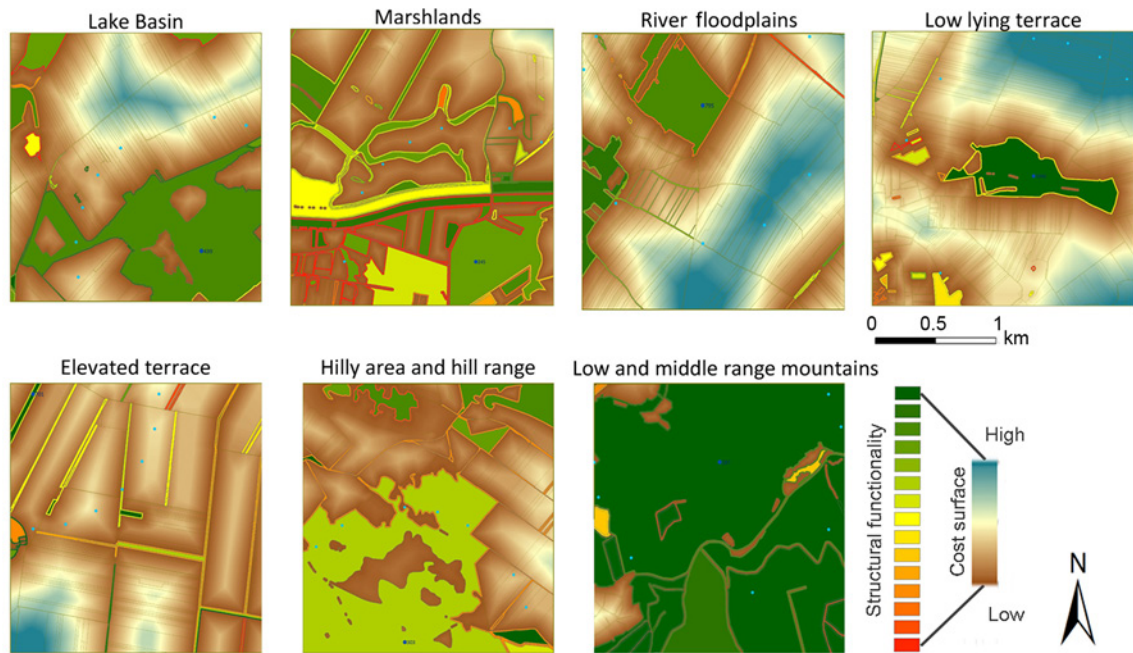 Lake Basin
Marshlands
River floodplains
Low lying terrace
0 0.5 1
km
Elevated terrace
Hilly area and hill range
Low and middle range mountains
Structural functionality
High
Cost surface
Low
N